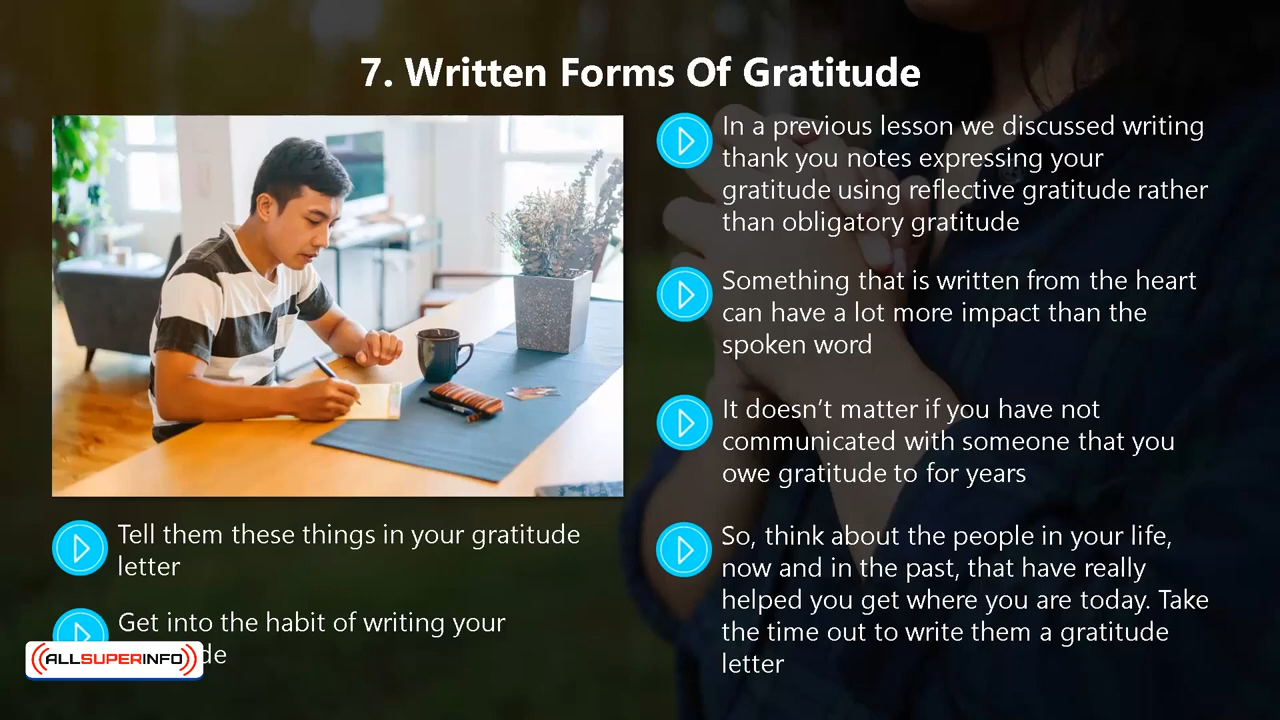 7. Written Forms Of Gratitude
In a previous lesson we discussed writing
thank you notes expressing your
gratitude using reflective gratitude rather
than obligatory gratitude
Something that is written from the heart
can have a lot more impact than the
spoken word
It doesn’t matter if you have not
communicated with someone that you
owe gratitude to for years
So, think about the people in your life,
now and in the past, that have really
helped you get where you are today. Take
the time out to write them a gratitude
letter
Tell them these things in your gratitude
letter
Get into the habit of writing your
ALLSUPERINFO